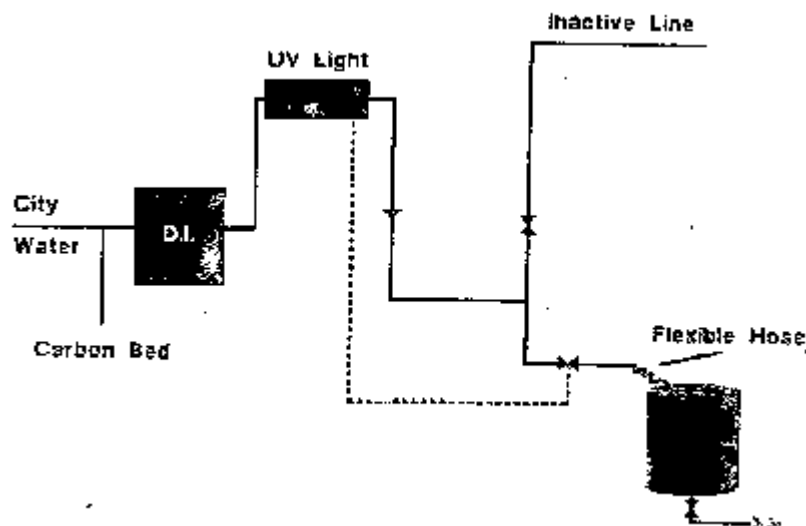 Inactive Line
UV Light
City
Water
D.I.
Carbon Bed
Flexible Hose